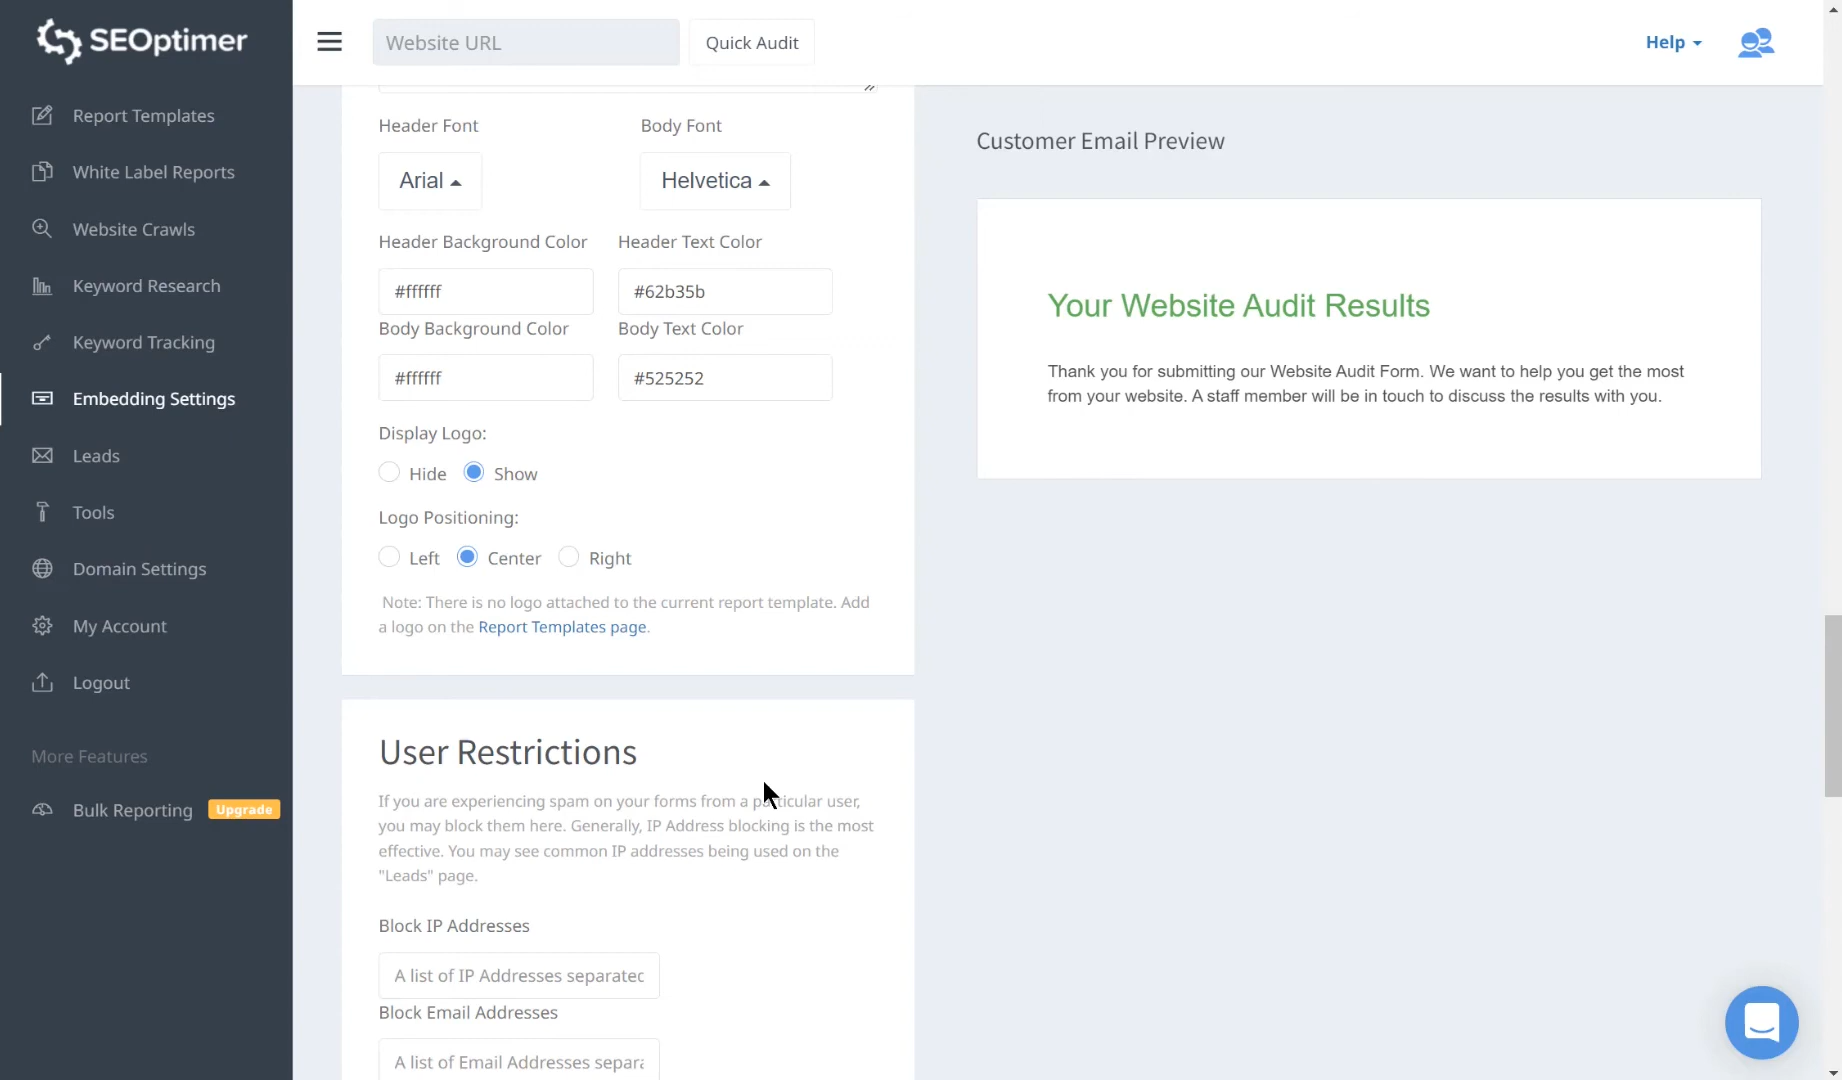 SEOptimer
Report Templates
White Label Reports
Website Crawls
Keyword Research
Keyword Tracking
Embedding Settings
Leads
Tools
Domain Settings
My Account
Logout
More Features
Bulk Reporting Upgrade
Website URL
Quick Audit
Help
Header Font
Body Font
Arial
Helvetica
Header Background Color
Header Text Color
#ffffff
#62b35b
Body Background Color
Body Text Color
#ffffff
#525252
Display Logo:
Hide Show
Logo Positioning:
Left Center Right
Note: There is no logo attached to the current report template. Add
a logo on the Report Templates page.
User Restrictions
If you are experiencing spam on your forms from a particular user,
you may block them here. Generally, IP Address blocking is the most
effective. You may see common IP addresses being used on the
"Leads" page.
Block IP Addresses
A list of IP Addresses separatec
Block Email Addresses
A list of Email Addresses separa
Customer Email Preview
Your Website Audit Results
Thank you for submitting our Website Audit Form. We want to help you get the most
from your website. A staff member will be in touch to discuss the results with you.